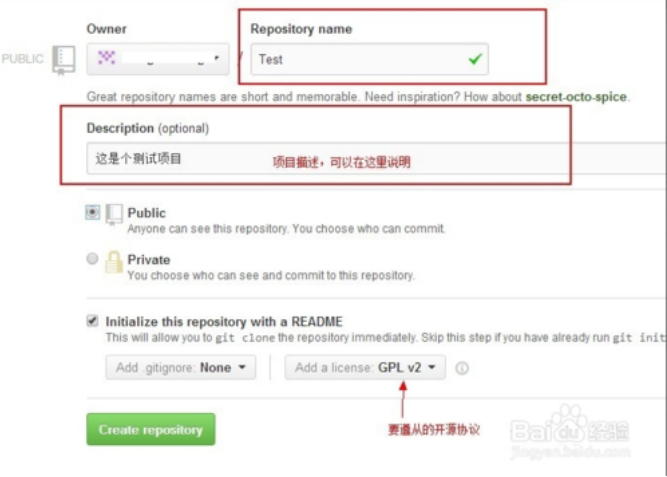 Owner
Repository name
PUBLIC
/
Test
Great repository names are short and memorable. Need inspiration? How about secret-octo-spice.
Description (optional)
这是个测试项目
项目描述，可以在这里说明
Public
Anyone can see this repository. You choose who can commit.
Private
You choose who can see and commit to this repository.
Initialize this repository with a README
This will allow you to git clone the repository immediately. Skip this step if you have already run git init
Add .gitignore: None
Add a license: GPL v2
要遵从的开源协议
Create repository
Baidu 经验
jingyan.baidu.com